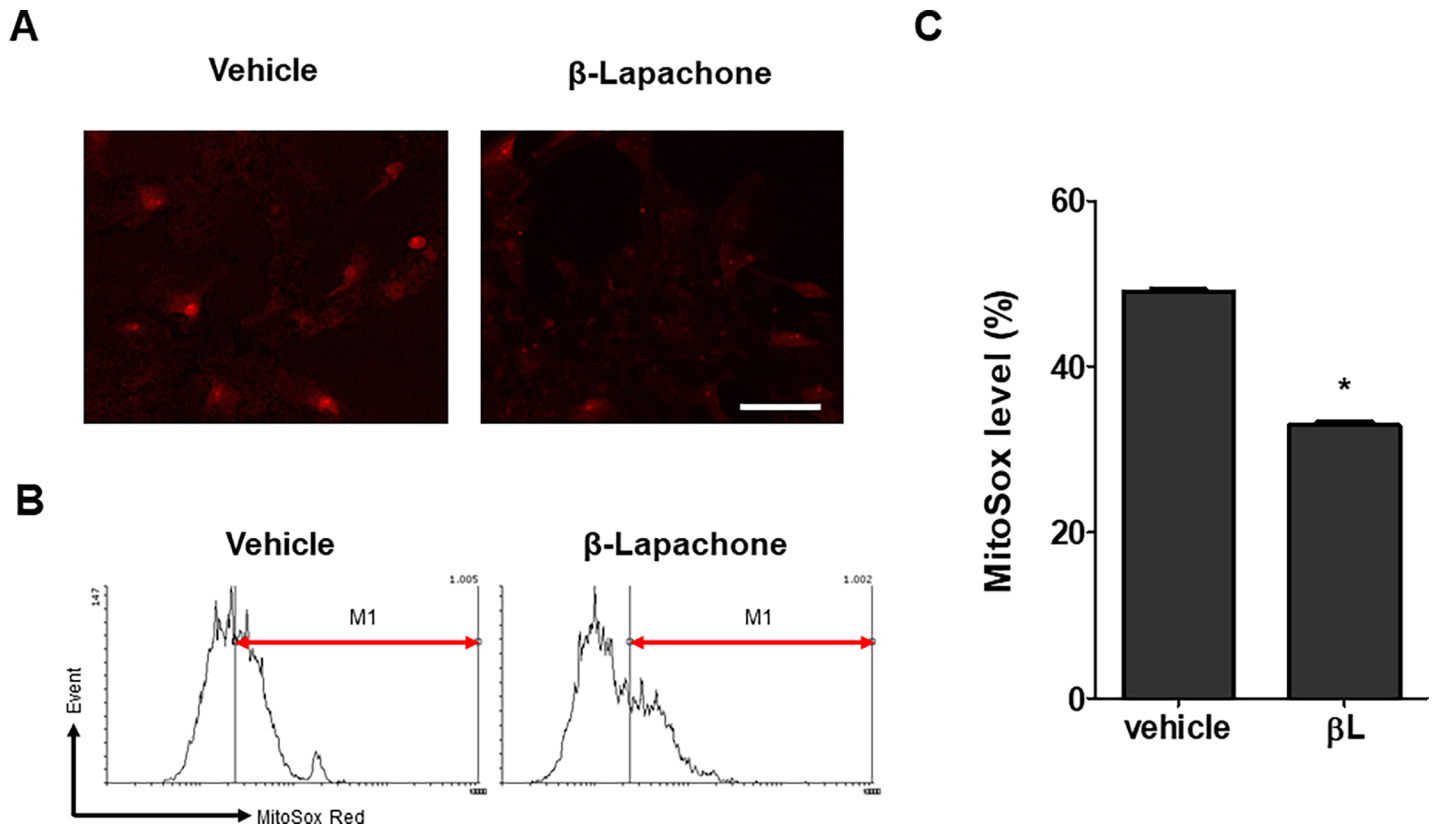 A
Vehicle
β-Lapachone
B
Vehicle
β-Lapachone
147
1.005
M1
1.002
M1
Event
MitoSox Red
C
MitoSox level (%)
60
40
20
0
*
vehicle
βL